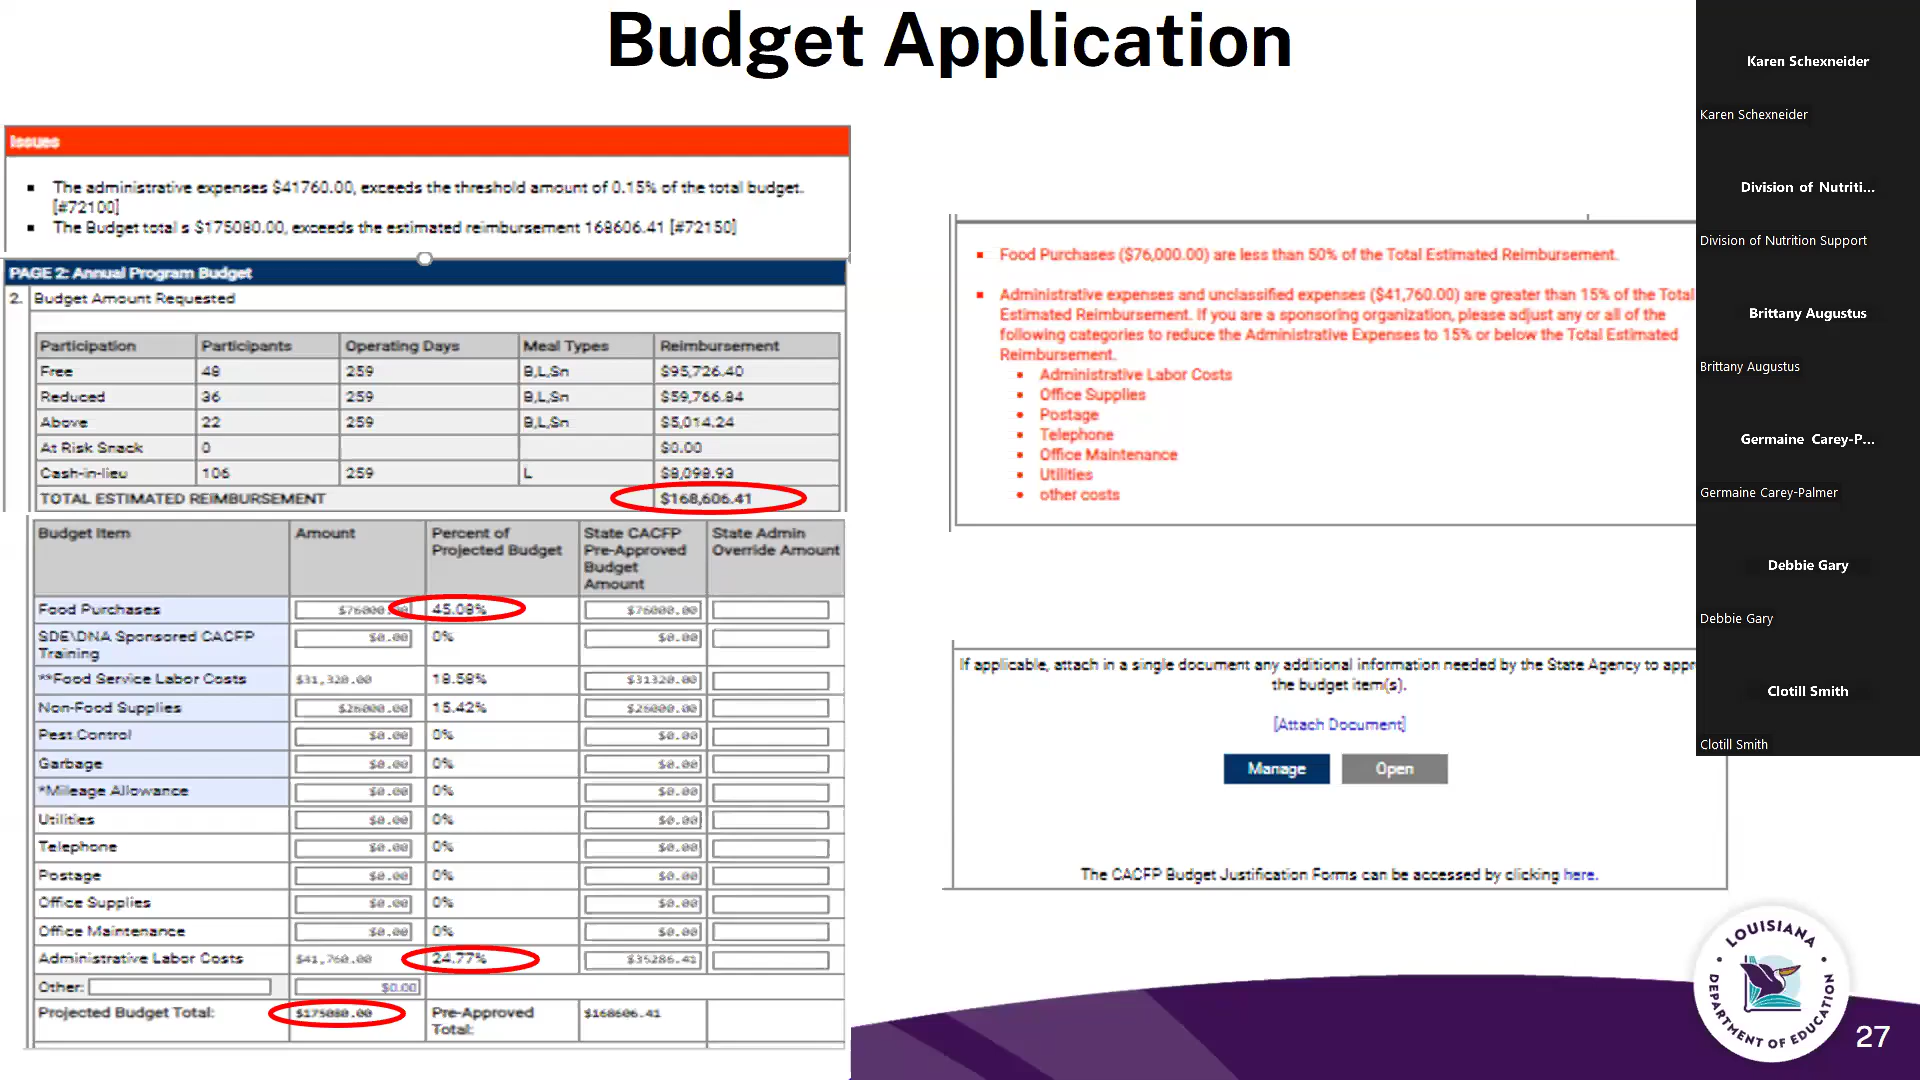 Budget Application
Issues
The administrative expenses $41760.00, exceeds the threshold amount of 0.15% of the total budget.
[#72100]
The Budget total s $175080.00, exceeds the estimated reimbursement 168606.41 [#72150]
PAGE 2: Annual Program Budget
2. Budget Amount Requested
Participation Participants Operating Days Meal Types Reimbursement
Free 48 259 B,L,Sn $95,726.40
Reduced 36 259 B,L,Sn $59,766.84
Above 22 259 B,L,Sn $5,014.24
At Risk Snack 0 $0.00
Cash-in-lieu 106 259 L $8,098.93
TOTAL ESTIMATED REIMBURSEMENT $168,606.41
Budget Item Amount Percent of State CACFP State Admin
Projected Budget Pre-Approved Override Amount
Budget
Amount
Food Purchases $76000.00 45.08% $76000.00
SDE\DNA Sponsored CACFP $0.00 0% $0.00
Training
**Food Service Labor Costs $31,320.00 18.58% $31320.00
Non-Food Supplies $26000.00 15.42% $26000.00
Pest Control $0.00 0% $0.00
Garbage $0.00 0% $0.00
*Mileage Allowance $0.00 0% $0.00
Utilities $0.00 0% $0.00
Telephone $0.00 0% $0.00
Postage $0.00 0% $0.00
Office Supplies $0.00 0% $0.00
Office Maintenance $0.00 0% $0.00
Administrative Labor Costs $41,760.00 24.77% $35286.41
Other: $0.00
Projected Budget Total: $175080.00 Pre-Approved $168606.41
Total:
Food Purchases ($76,000.00) are less than 50% of the Total Estimated Reimbursement.
Administrative expenses and unclassified expenses ($41,760.00) are greater than 15% of the Total
Estimated Reimbursement. If you are a sponsoring organization, please adjust any or all of the
following categories to reduce the Administrative Expenses to 15% or below the Total Estimated
Reimbursement.
Administrative Labor Costs
Office Supplies
Postage
Telephone
Office Maintenance
Utilities
other costs
If applicable, attach in a single document any additional information needed by the State Agency to appr
the budget item(s).
[Attach Document]
Manage Open
The CACFP Budget Justification Forms can be accessed by clicking here.
Karen Schexneider
Karen Schexneider
Division of Nutriti...
Division of Nutrition Support
Brittany Augustus
Brittany Augustus
Germaine Carey-P...
Germaine Carey-Palmer
Debbie Gary
Debbie Gary
Clotill Smith
Clotill Smith
LOUISIANA
DEPARTMENT OF EDUCATION
27